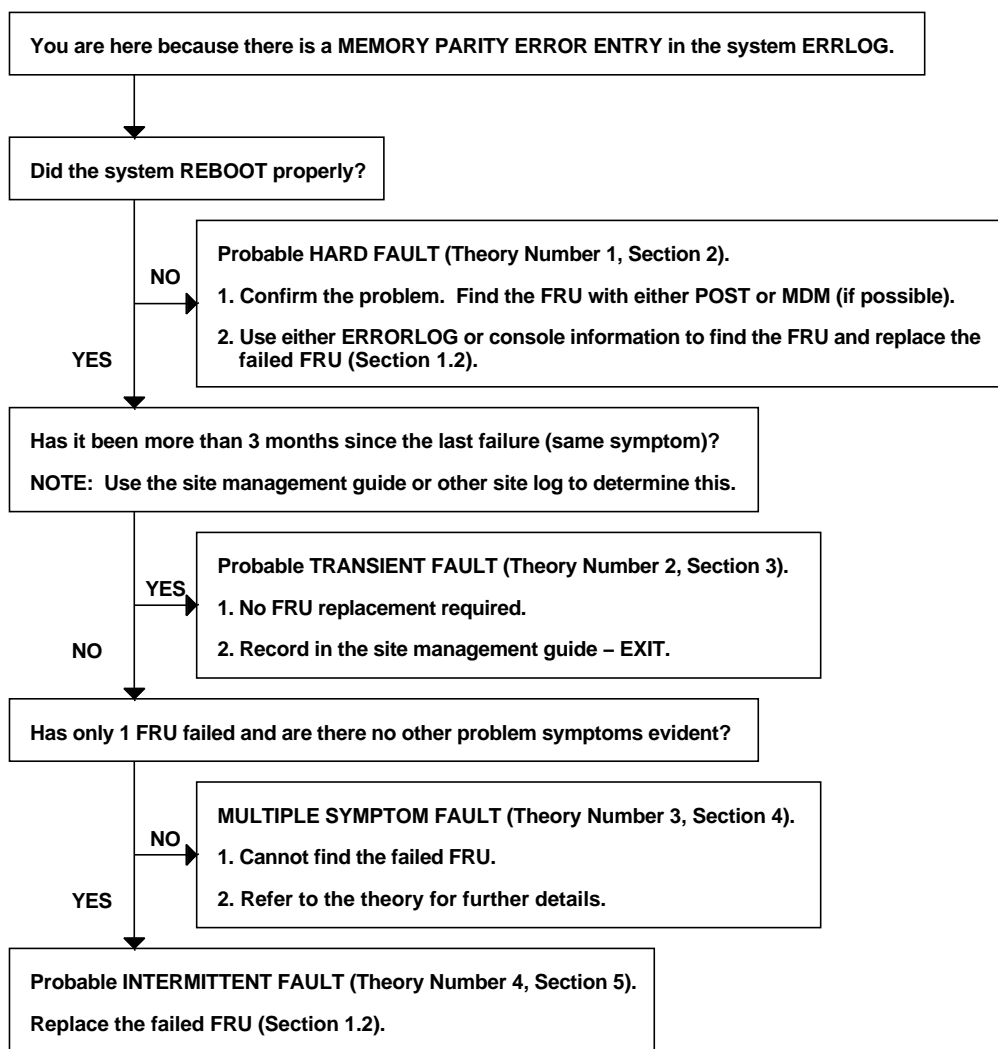 You are here because there is a MEMORY PARITY ERROR ENTRY in the system ERRLOG.
Did the system REBOOT properly?
NO
Probable HARD FAULT (Theory Number 1, Section 2).
1. Confirm the problem.  Find the FRU with either POST or MDM (if possible).
2. Use either ERRORLOG or console information to find the FRU and replace the
failed FRU (Section 1.2).
YES
Has it been more than 3 months since the last failure (same symptom)?
NOTE:  Use the site management guide or other site log to determine this.
YES
Probable TRANSIENT FAULT (Theory Number 2, Section 3).
1. No FRU replacement required.
2. Record in the site management guide – EXIT.
NO
Has only 1 FRU failed and are there no other problem symptoms evident?
NO
MULTIPLE SYMPTOM FAULT (Theory Number 3, Section 4).
1. Cannot find the failed FRU.
2. Refer to the theory for further details.
YES
Probable INTERMITTENT FAULT (Theory Number 4, Section 5).
Replace the failed FRU (Section 1.2).